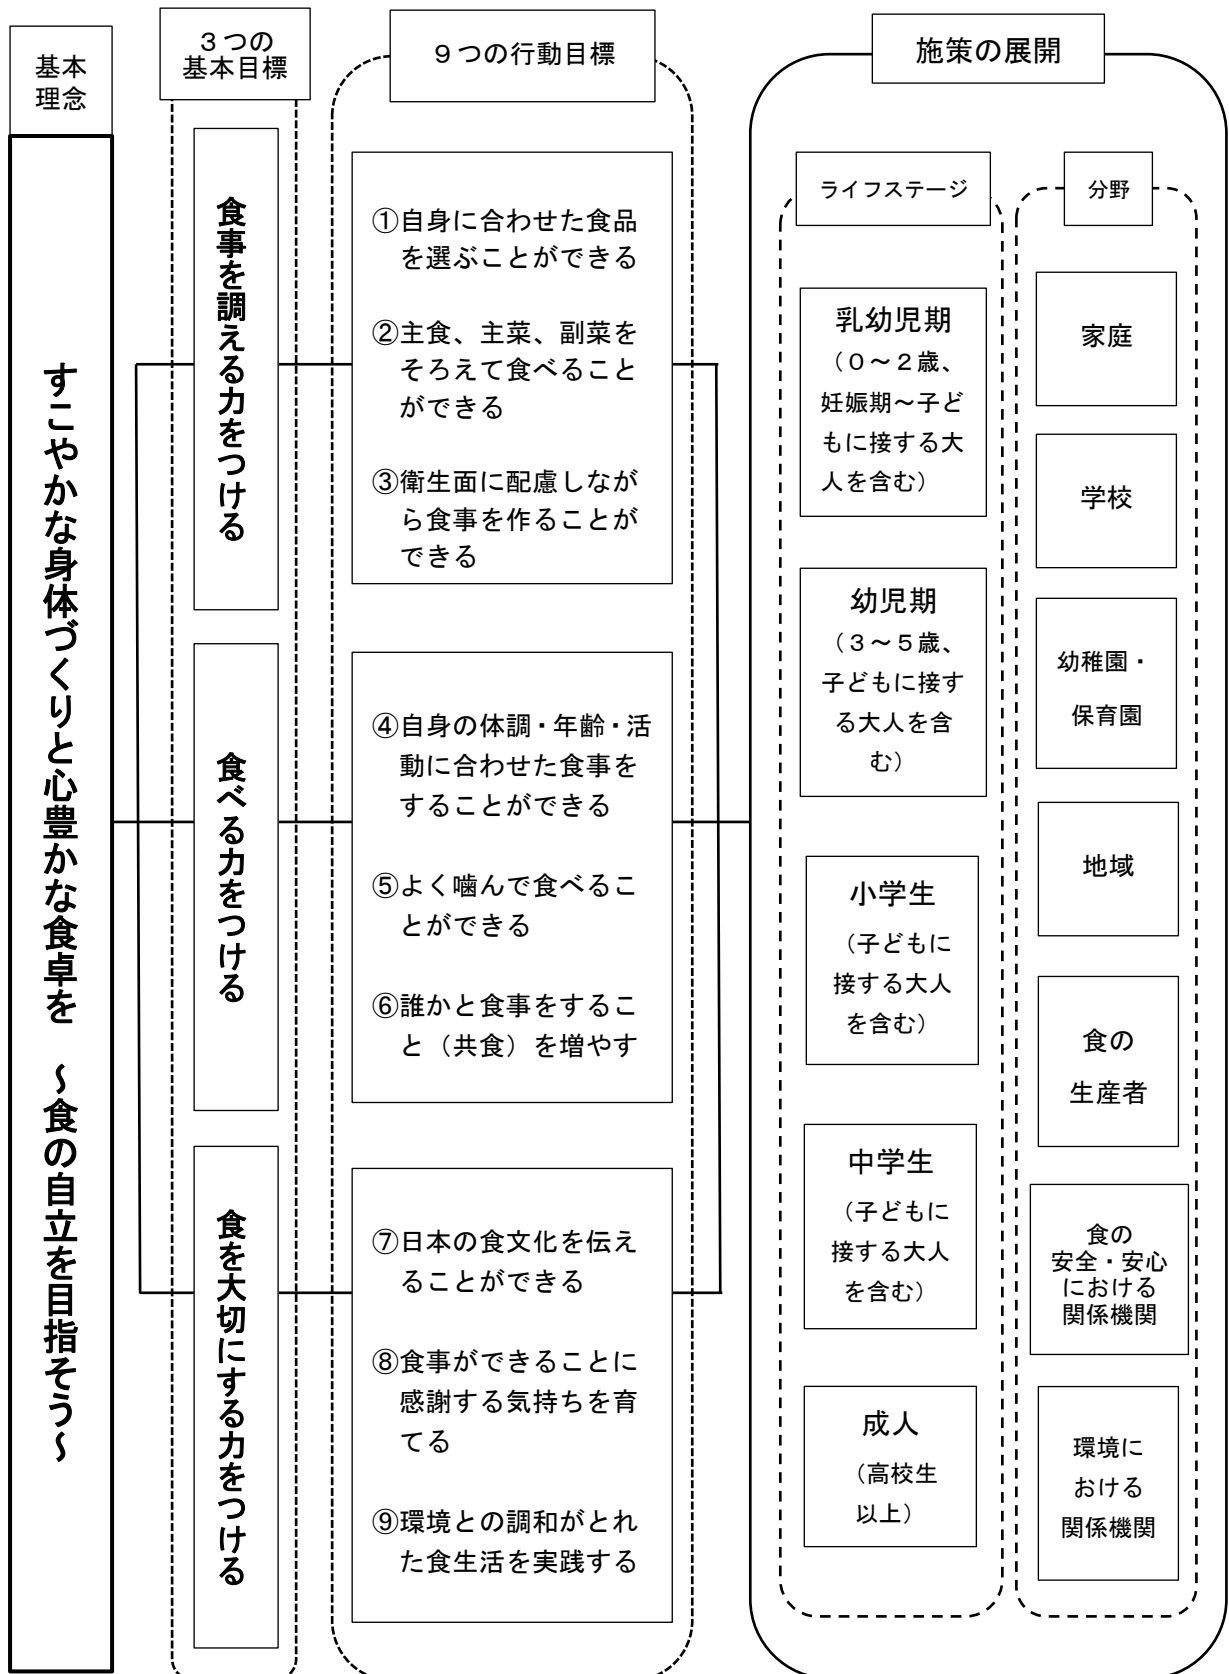 基本
理念
すこやかな身体づくりと心豊かな食卓を　～食の自立を目指そう～
３つの
基本目標
食事を調える力をつける
食べる力をつける
食を大切にする力をつける
９つの行動目標
①自身に合わせた食品
を選ぶことができる
②主食、主菜、副菜を
そろえて食べること
ができる
③衛生面に配慮しなが
ら食事を作ることが
できる
④自身の体調・年齢・活
動に合わせた食事を
することができる
⑤よく噛んで食べるこ
とができる
⑥誰かと食事をするこ
と（共食）を増やす
⑦日本の食文化を伝え
ることができる
⑧食事ができることに
感謝する気持ちを育
てる
⑨環境との調和がとれ
た食生活を実践する
施策の展開
ライフステージ
乳幼児期
（０～２歳、
妊娠期～子ど
もに接する大
人を含む）
幼児期
（３～５歳、
子どもに接す
る大人を含
む）
小学生
（子どもに
接する大人
を含む）
中学生
（子どもに
接する大人
を含む）
成人
（高校生
以上）
分野
家庭
学校
幼稚園・
保育園
地域
食の
生産者
食の
安全・安心
における
関係機関
環境に
おける
関係機関